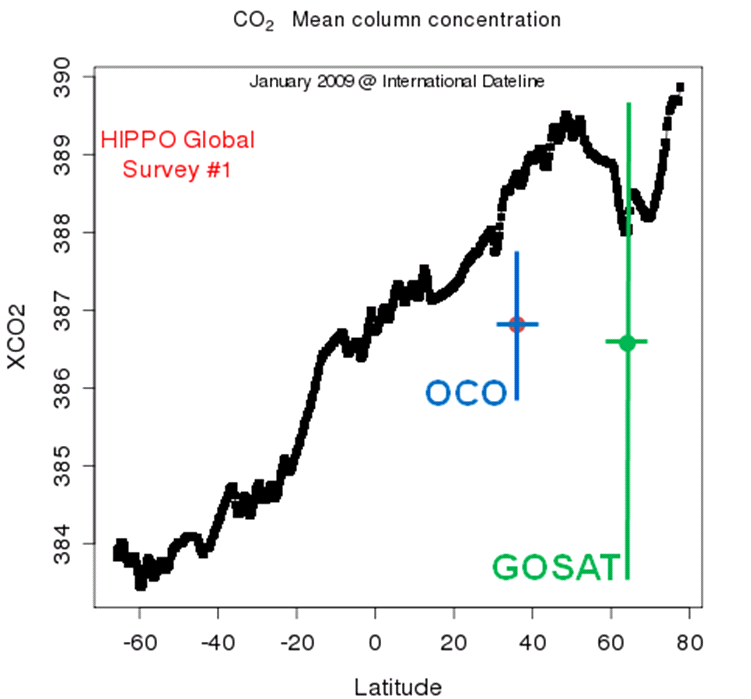 CO2 Mean column concentration
January 2009 @ International Dateline
HIPPO Global
Survey #1
390
389
388
387
386
385
384
XCO2
OCO
GOSAT
-60 -40 -20 0 20 40 60 80
Latitude